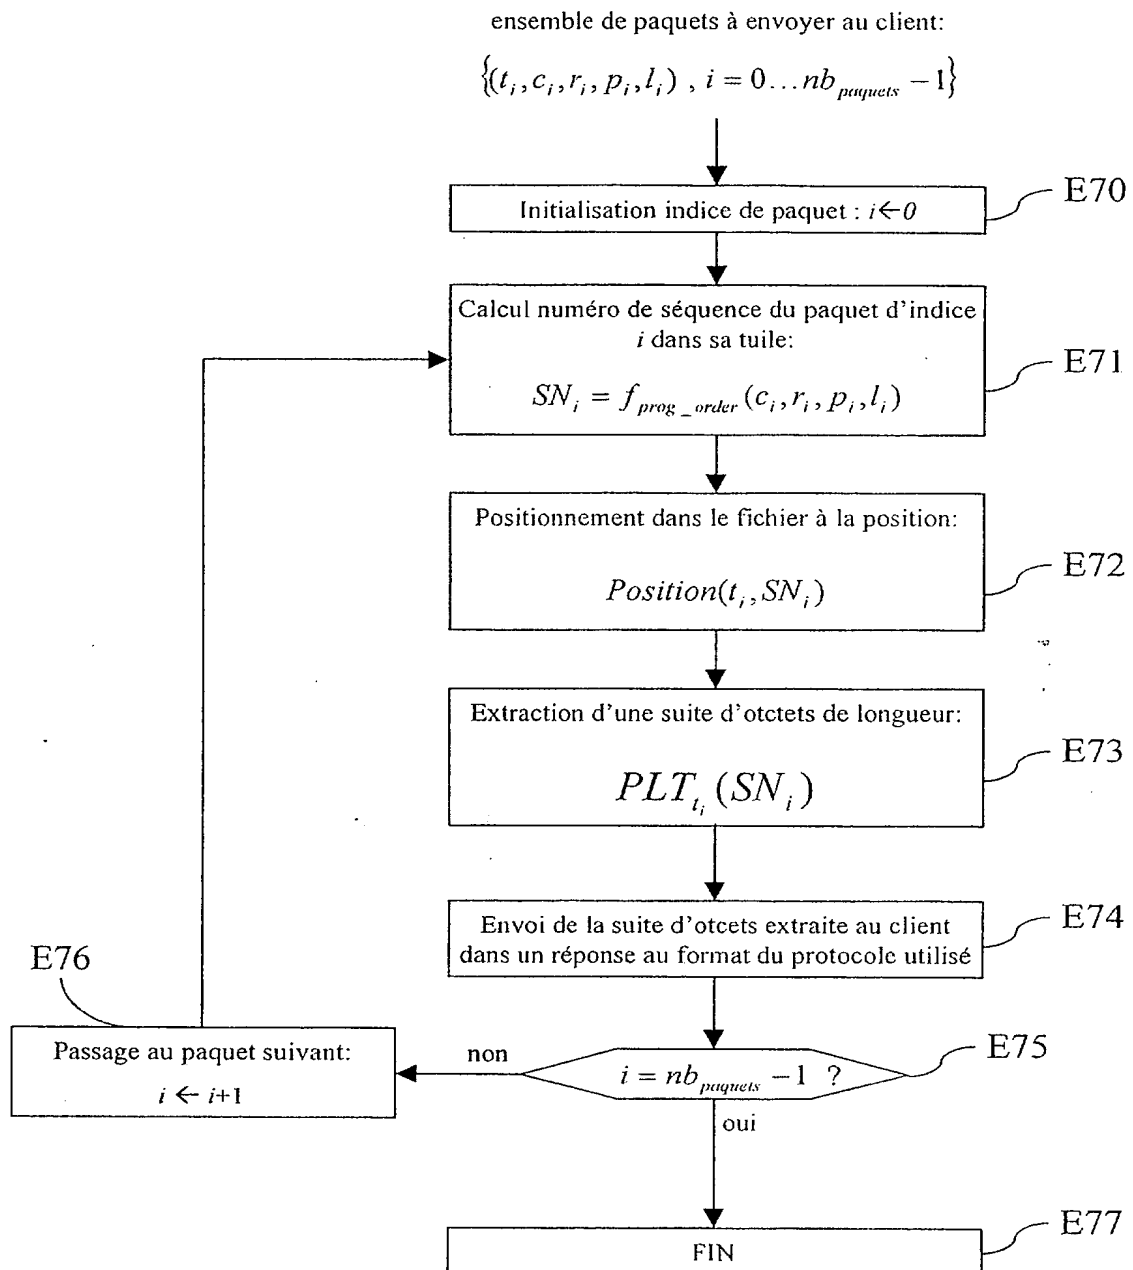 ensemble de paquets à envoyer au client:
{(t_i, c_i, r_i, p_i, l_i) , i = 0…nb_paquets − 1}
Initialisation indice de paquet : i←0
E70
Calcul numéro de séquence du paquet d'indice
i dans sa tuile:
SN_i = f_prog_order(c_i, r_i, p_i, l_i)
E71
Positionnement dans le fichier à la position:
Position(t_i, SN_i)
E72
Extraction d'une suite d'otctets de longueur:
PLT_t_i(SN_i)
E73
Envoi de la suite d'otcets extraite au client
dans un réponse au format du protocole utilisé
E74
E76
Passage au paquet suivant:
i ← i+1
non
i = nb_paquets − 1 ?
E75
oui
FIN
E77